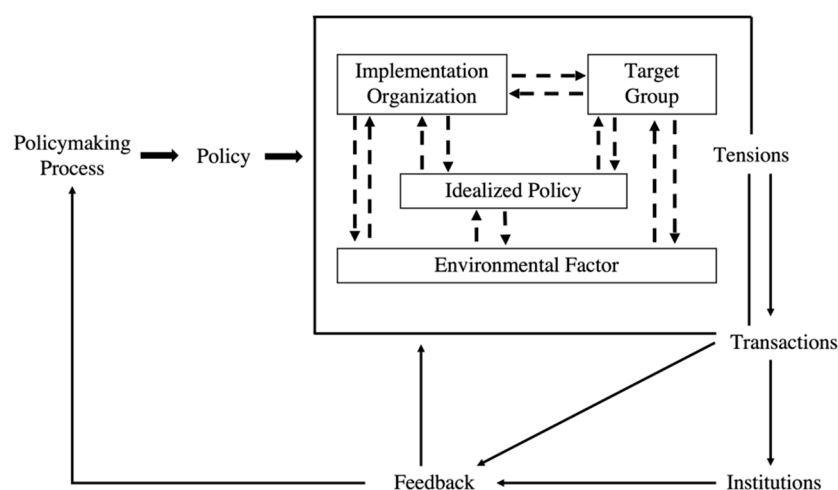 Implementation
Organization
Target
Group
Policymaking
Process
Policy
Tensions
Idealized Policy
Environmental Factor
Transactions
Feedback
Institutions